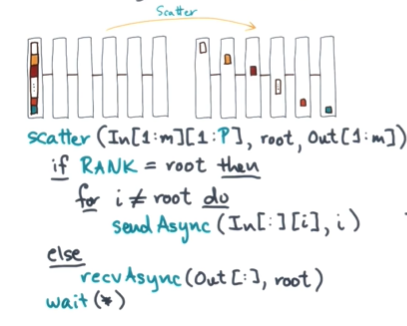 Scatter
scatter (In[1:m][1:P], root, Out[1:m])
if RANK = root then
for i ≠ root do
sendAsync (In[:][i], i)
else
recvAsync(Out[:], root)
wait(*)